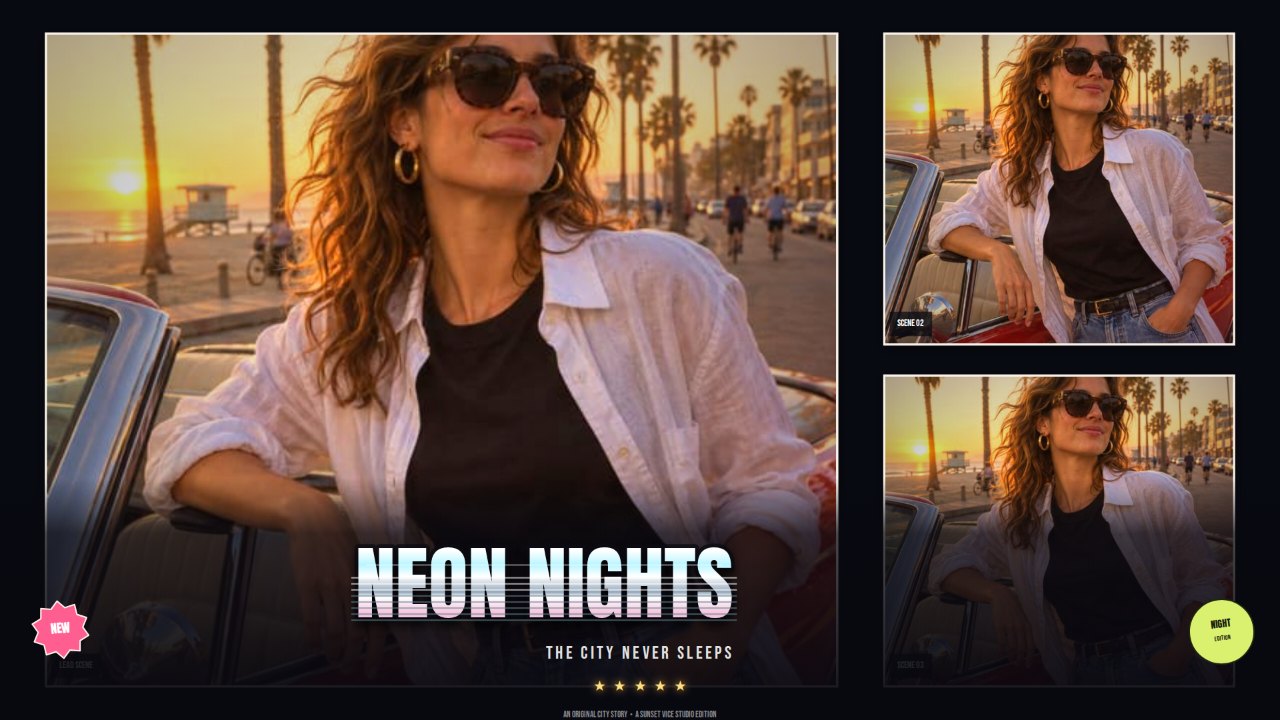 SCENE 02
NEON NIGHTS
NEW
NIGHT
EDITION
THE CITY NEVER SLEEPS
LEAD SCENE
SCENE 03
AN ORIGINAL CITY STORY • A SUNSET VICE STUDIO EDITION